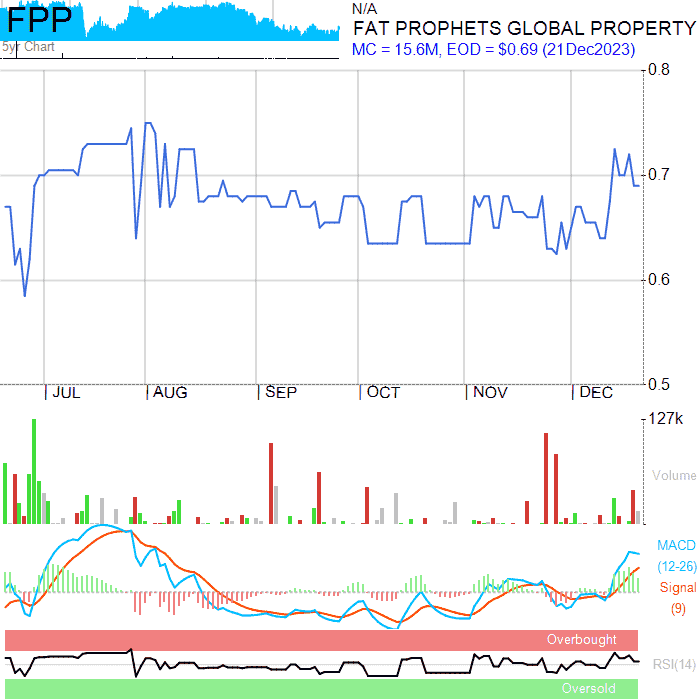 FPP
5yr Chart
N/A
FAT PROPHETS GLOBAL PROPERTY
MC = 15.6M, EOD = $0.69 (21Dec2023)
0.8
0.7
0.6
0.5
JUL AUG SEP OCT NOV DEC
127k
Volume
MACD
(12-26)
Signal
(9)
Overbought
RSI(14)
Oversold